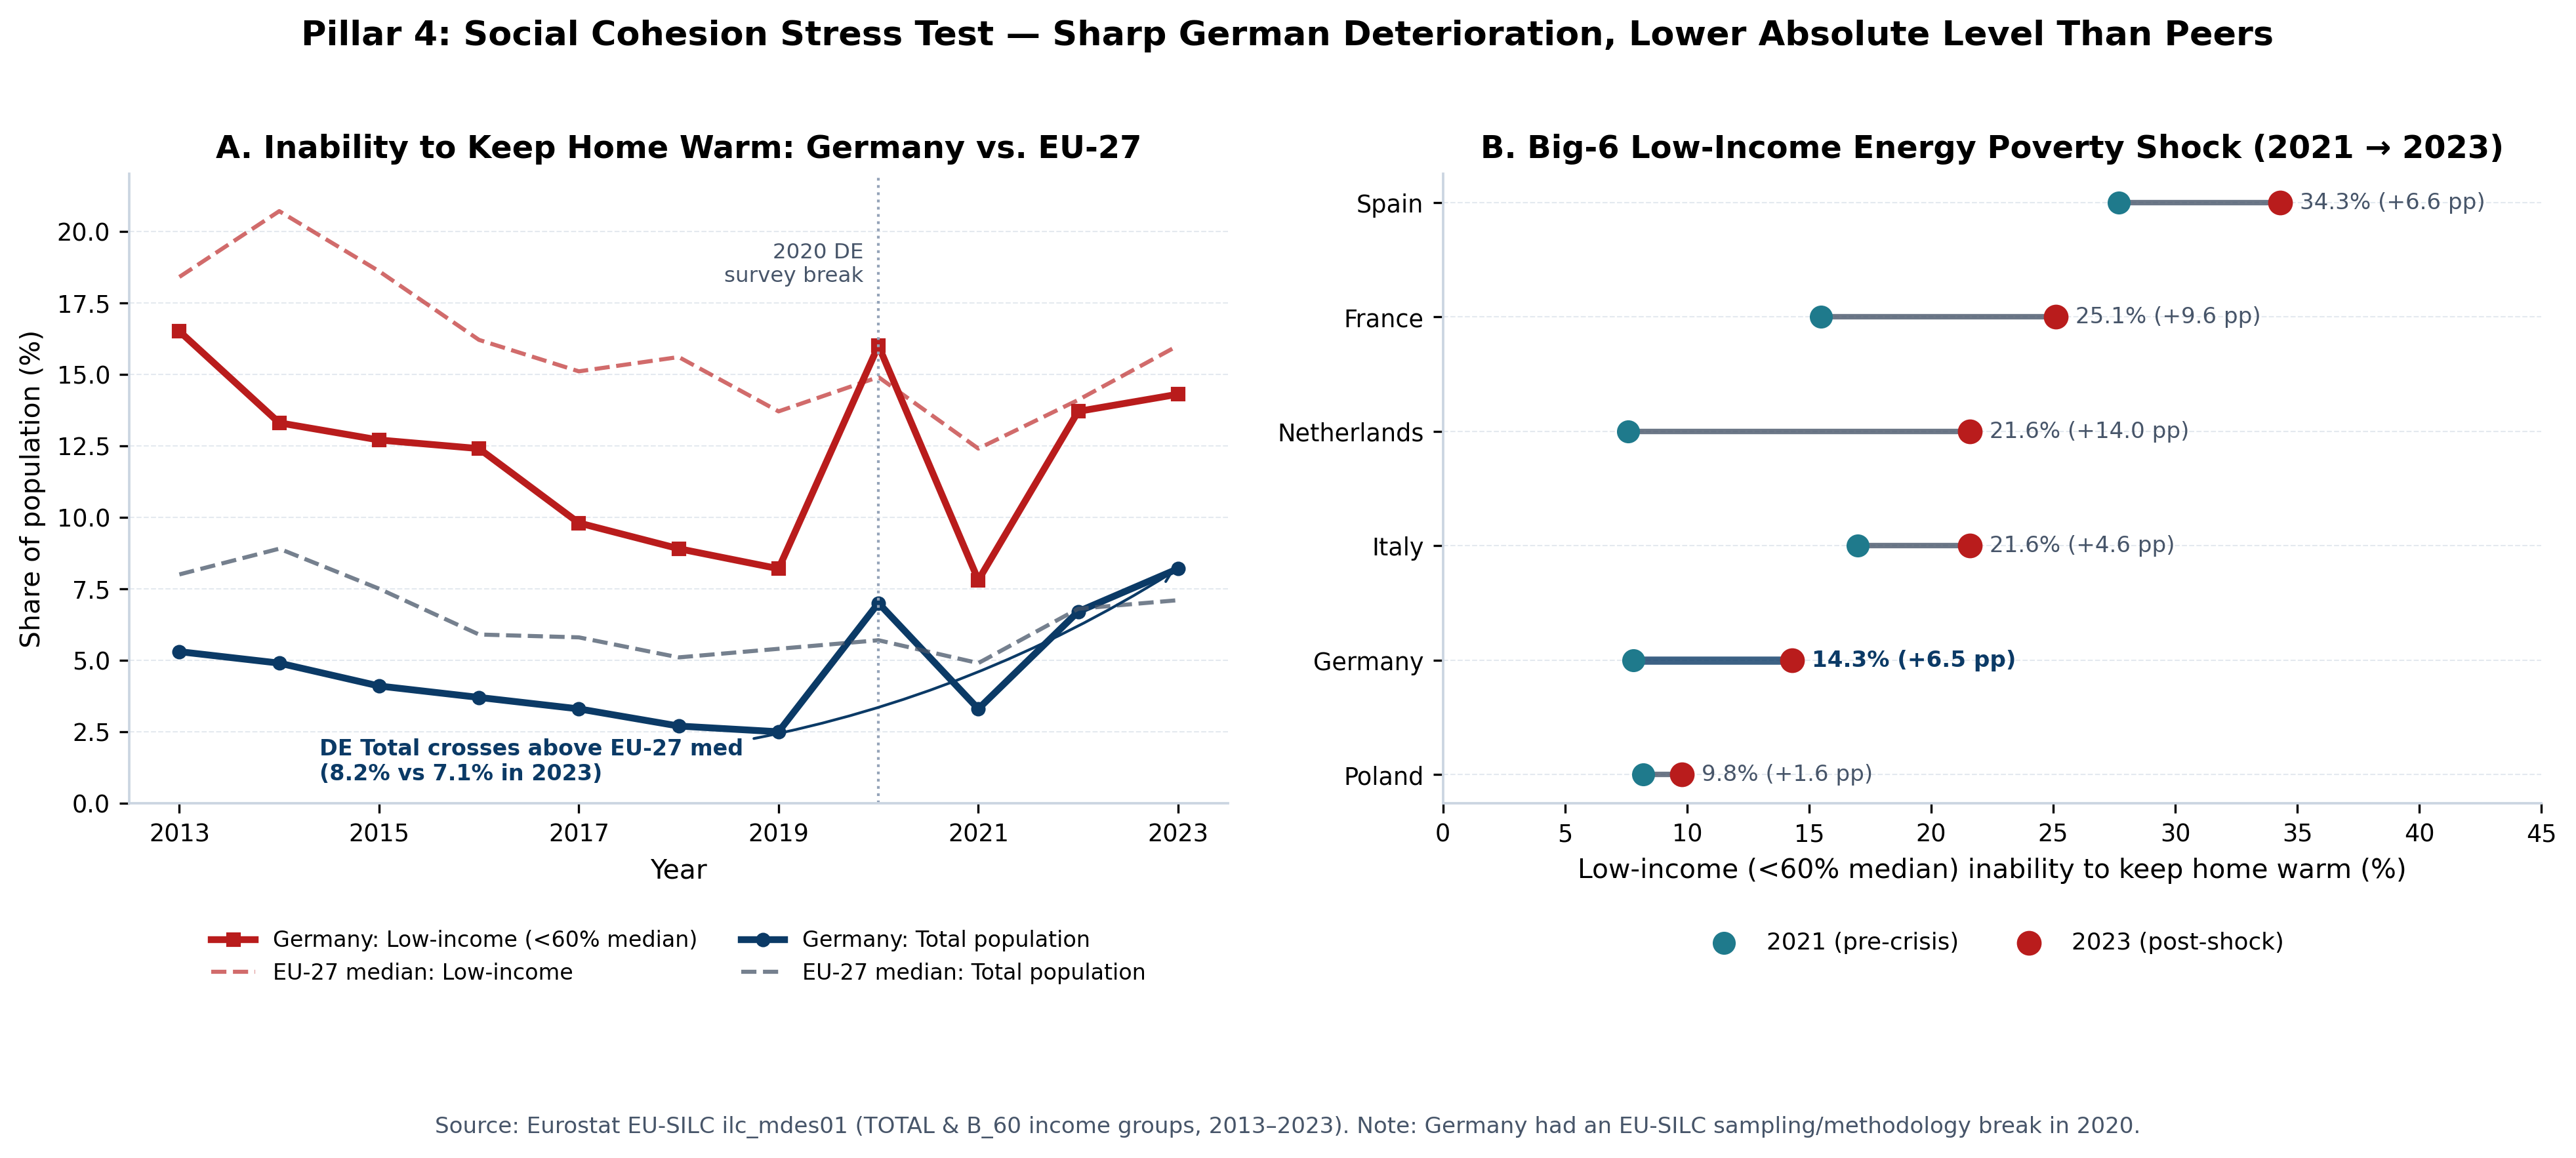 Pillar 4: Social Cohesion Stress Test — Sharp German Deterioration, Lower Absolute Level Than Peers
A. Inability to Keep Home Warm: Germany vs. EU-27
Share of population (%)
20.0
17.5
15.0
12.5
10.0
7.5
5.0
2.5
0.0
2020 DE
survey break
DE Total crosses above EU-27 med
(8.2% vs 7.1% in 2023)
2013
2015
2017
2019
2021
2023
Year
Germany: Low-income (<60% median)
EU-27 median: Low-income
Germany: Total population
EU-27 median: Total population
B. Big-6 Low-Income Energy Poverty Shock (2021 → 2023)
Spain
34.3% (+6.6 pp)
France
25.1% (+9.6 pp)
Netherlands
21.6% (+14.0 pp)
Italy
21.6% (+4.6 pp)
Germany
14.3% (+6.5 pp)
Poland
9.8% (+1.6 pp)
0
5
10
15
20
25
30
35
40
45
Low-income (<60% median) inability to keep home warm (%)
2021 (pre-crisis)
2023 (post-shock)
Source: Eurostat EU-SILC ilc_mdes01 (TOTAL & B_60 income groups, 2013–2023). Note: Germany had an EU-SILC sampling/methodology break in 2020.